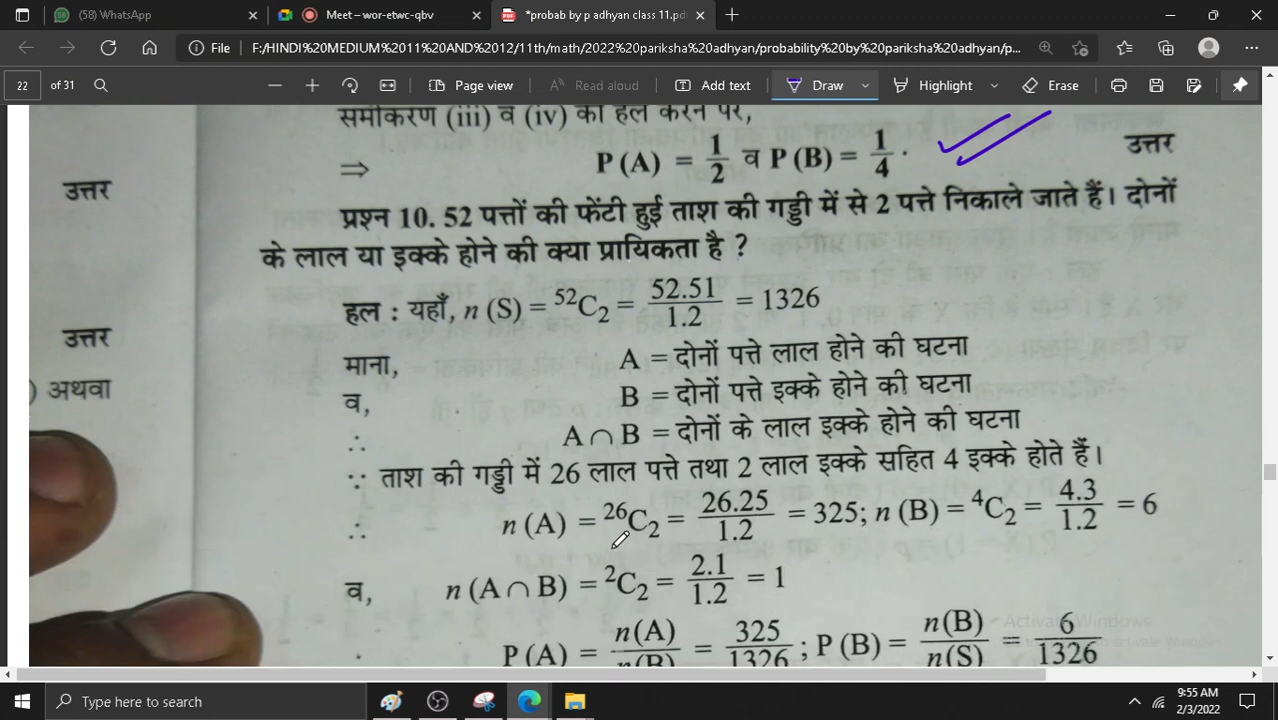 (58) WhatsApp
Meet – wor-etwc-qbv
*probab by p adhyan class 11.pd
File
F:/HINDI%20MEDIUM%2011%20AND%2012/11th/math/2022%20pariksha%20adhyan/probability%20by%20pariksha%20adhyan/p...
22 of 31
Page view
Read aloud
Add text
Draw
Highlight
Erase
समीकरण (iii) व (iv) को हल करने पर,
⇒ P (A) = 1/2 व P (B) = 1/4 . उत्तर
उत्तर
प्रश्न 10. 52 पत्तों की फेंटी हुई ताश की गड्डी में से 2 पत्ते निकाले जाते हैं। दोनों
के लाल या इक्के होने की क्या प्रायिकता है ?
हल : यहाँ, n (S) = ⁵²C₂ = 52.51/1.2 = 1326
उत्तर
माना, A = दोनों पत्ते लाल होने की घटना
) अथवा
व, B = दोनों पत्ते इक्के होने की घटना
∴ A ∩ B = दोनों के लाल इक्के होने की घटना
∵ ताश की गड्डी में 26 लाल पत्ते तथा 2 लाल इक्के सहित 4 इक्के होते हैं।
∴ n (A) = ²⁶C₂ = 26.25/1.2 = 325; n (B) = ⁴C₂ = 4.3/1.2 = 6
व, n (A ∩ B) = ²C₂ = 2.1/1.2 = 1
P (A) = n(A)/n(B) = 325/1326 ; P (B) = n(B)/n(S) = 6/1326
Activate Windows
Type here to search
9:55 AM
2/3/2022